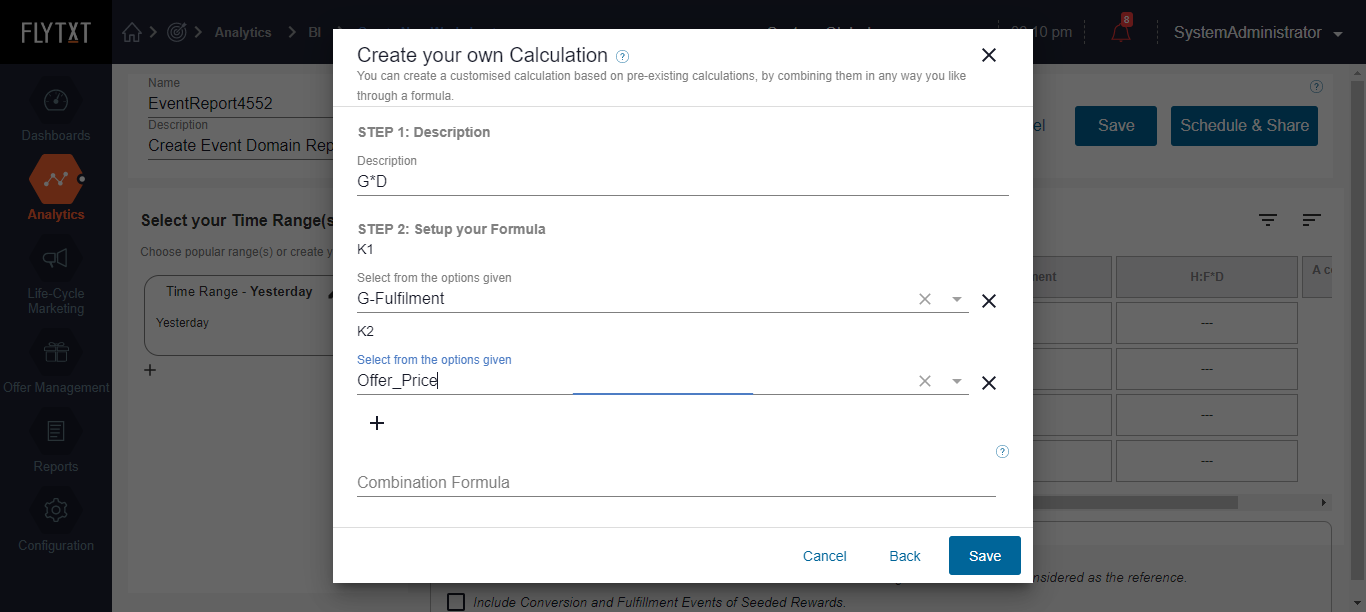 FLYTXT
Analytics
BI
10 pm
8
SystemAdministrator
Dashboards
Analytics
Life-Cycle
Marketing
Offer Management
Reports
Configuration
Name
EventReport4552
Description
Create Event Domain Rep
Save
Schedule & Share
?
Select your Time Range(s
Choose popular range(s) or create y
Time Range - Yesterday
Yesterday
+
H:F*D
---
---
---
---
Create your own Calculation ?
You can create a customised calculation based on pre-existing calculations, by combining them in any way you like
through a formula.
STEP 1: Description
Description
G*D
STEP 2: Setup your Formula
K1
Select from the options given
G-Fulfilment
K2
Select from the options given
Offer_Price
+
?
Combination Formula
Cancel
Back
Save
nsidered as the reference.
Include Conversion and Fulfillment Events of Seeded Rewards.